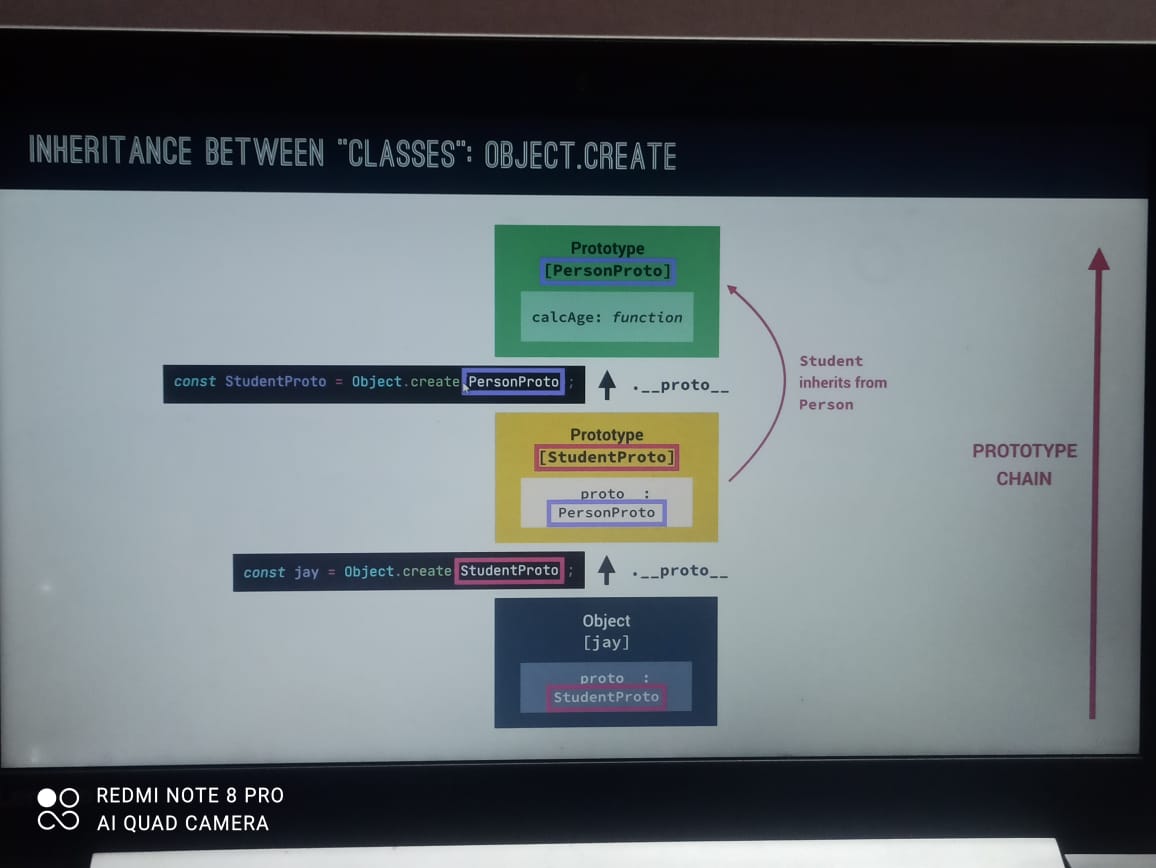 INHERITANCE BETWEEN "CLASSES": OBJECT.CREATE
Prototype
[PersonProto]
calcAge: function
const StudentProto = Object.create PersonProto ;
.__proto__
Student
inherits from
Person
Prototype
[StudentProto]
proto :
PersonProto
PROTOTYPE
CHAIN
const jay = Object.create StudentProto ;
.__proto__
Object
[jay]
proto :
StudentProto
REDMI NOTE 8 PRO
AI QUAD CAMERA